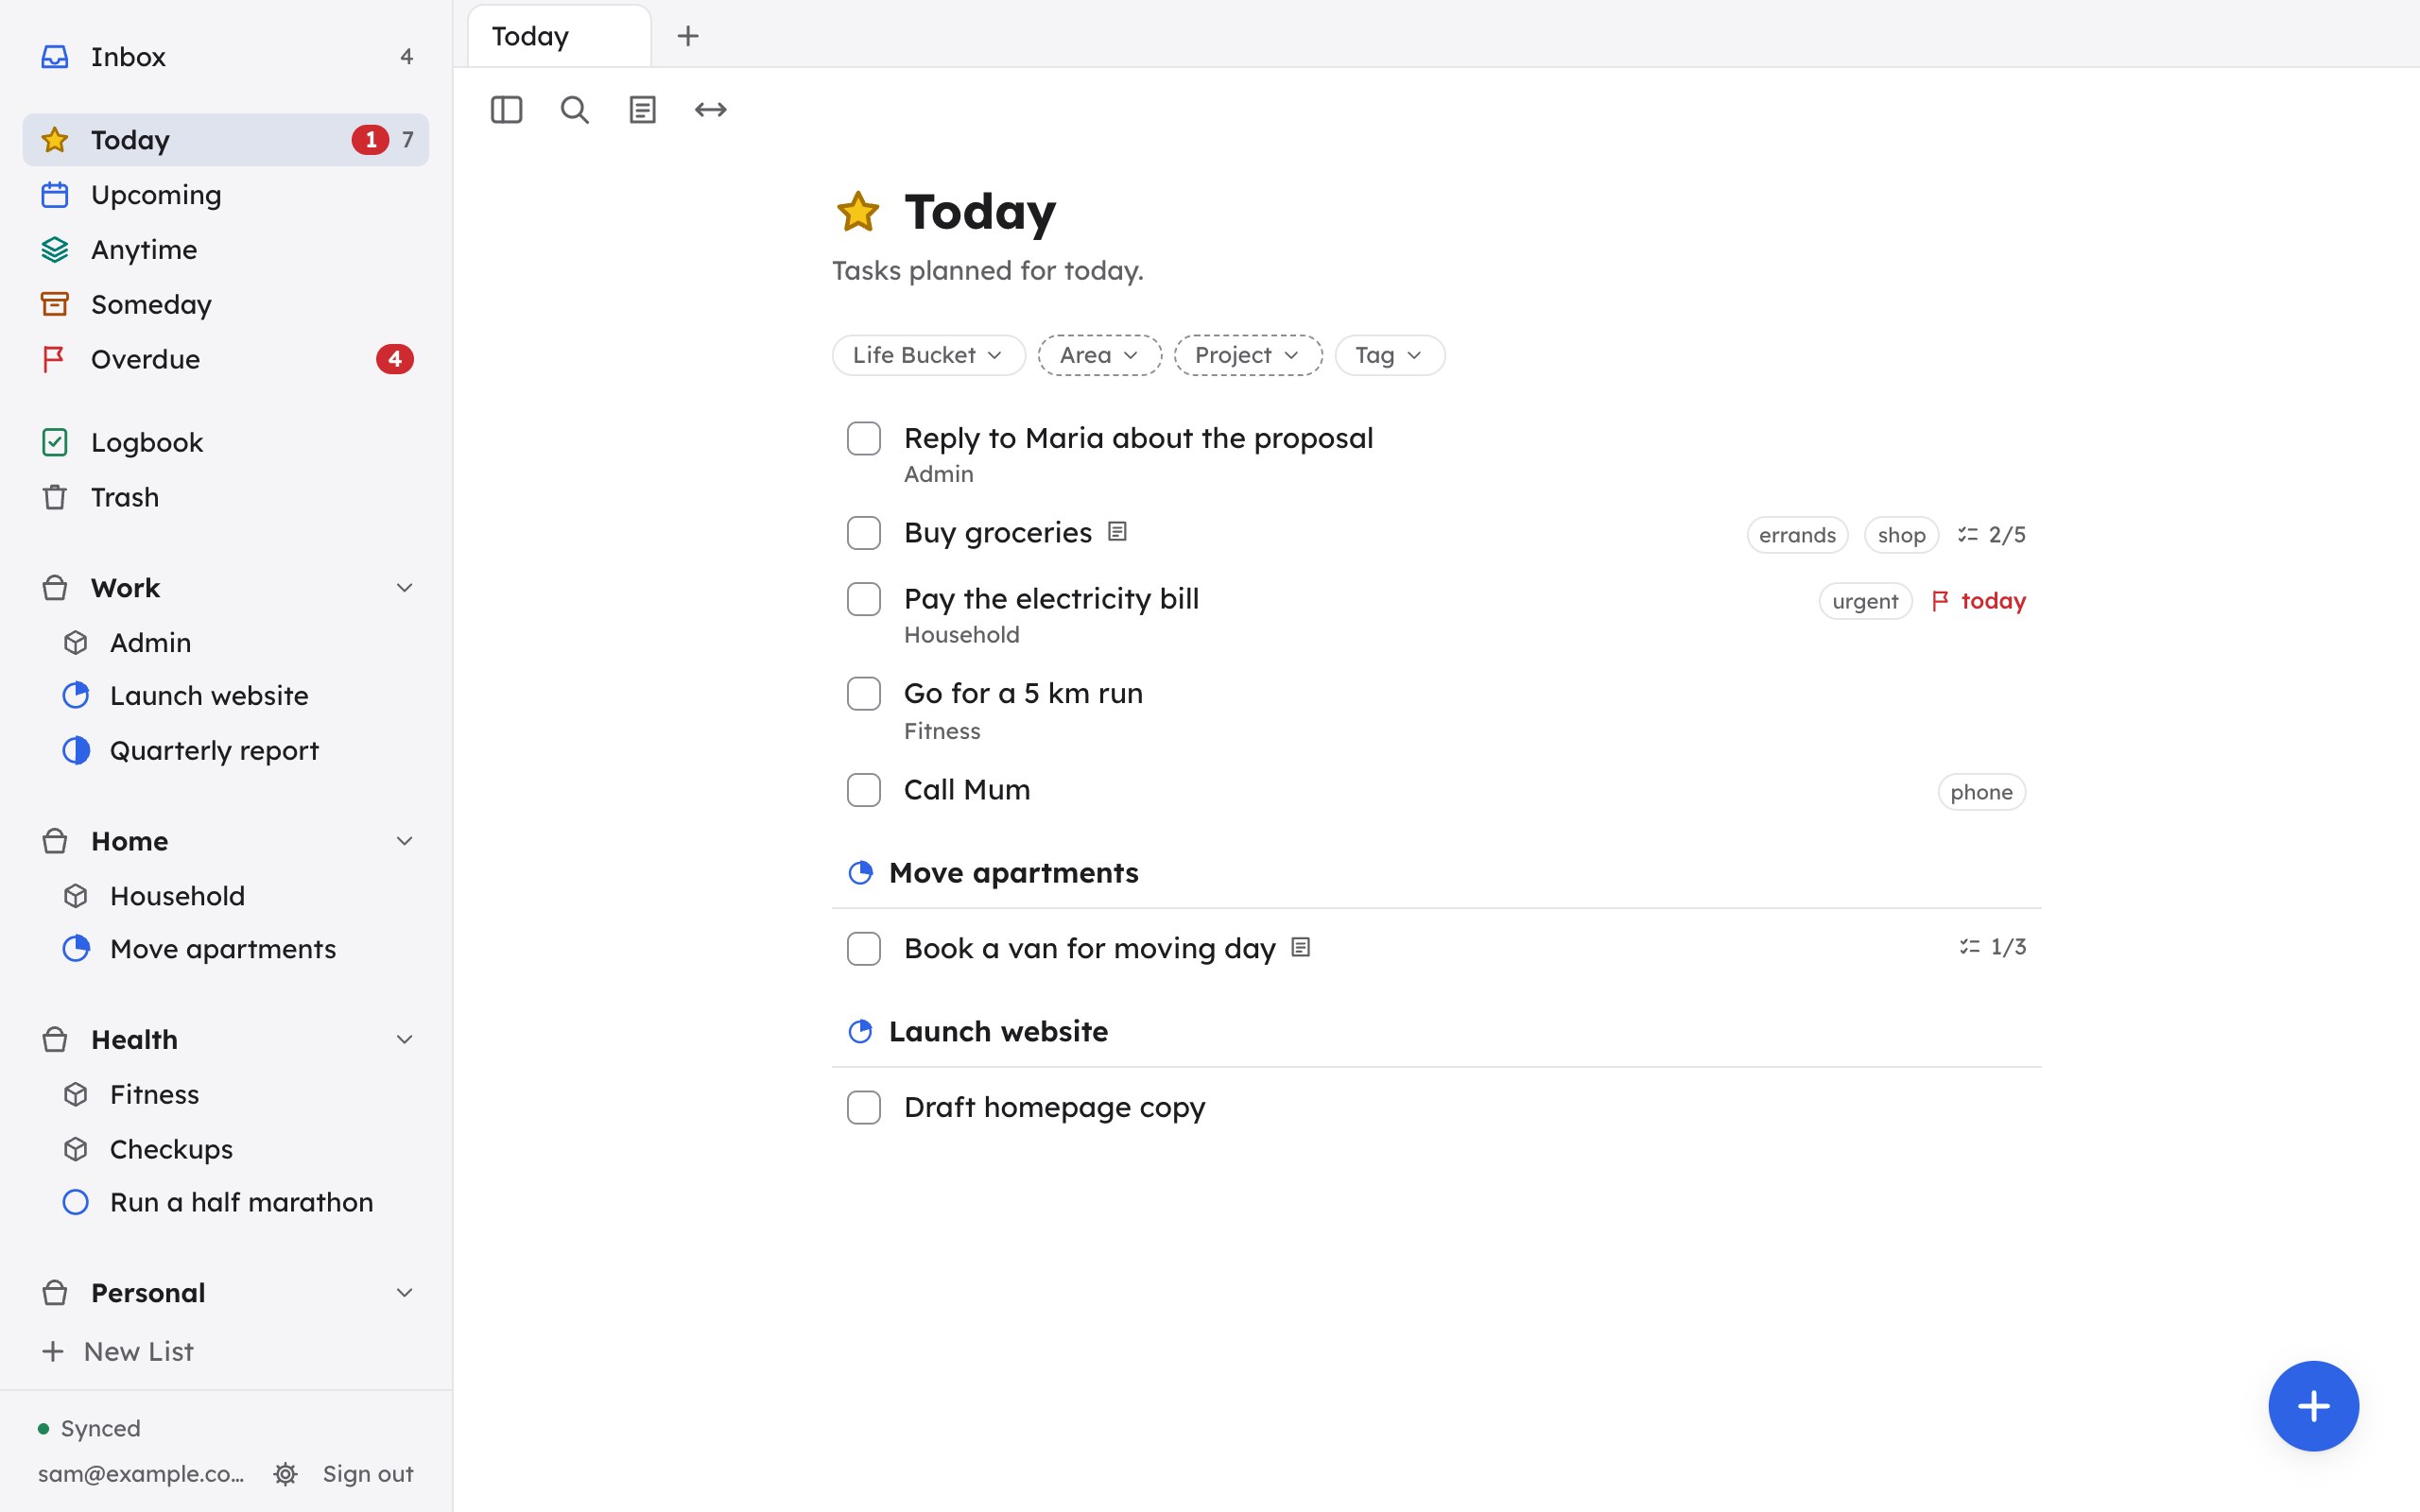 Inbox 4
Today 1 7
Upcoming
Anytime
Someday
Overdue 4
Logbook
Trash
Work
Admin
Launch website
Quarterly report
Home
Household
Move apartments
Health
Fitness
Checkups
Run a half marathon
Personal
New List
Synced
sam@example.co... Sign out
Today
Today
Tasks planned for today.
Life Bucket Area Project Tag
Reply to Maria about the proposal
Admin
Buy groceries errands shop 2/5
Pay the electricity bill urgent today
Household
Go for a 5 km run
Fitness
Call Mum phone
Move apartments
Book a van for moving day 1/3
Launch website
Draft homepage copy